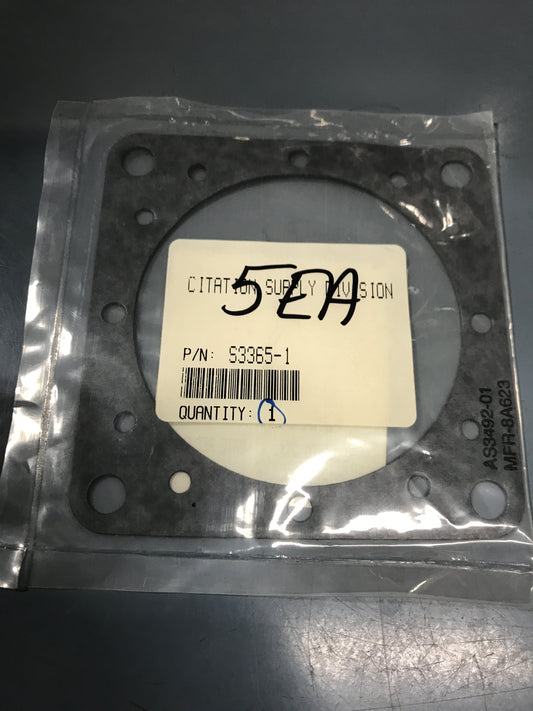 CITATION SUPPLY DIVISION
5EA
P/N: S3365-1
QUANTITY: 1
AS3492-01
MFR-8A623